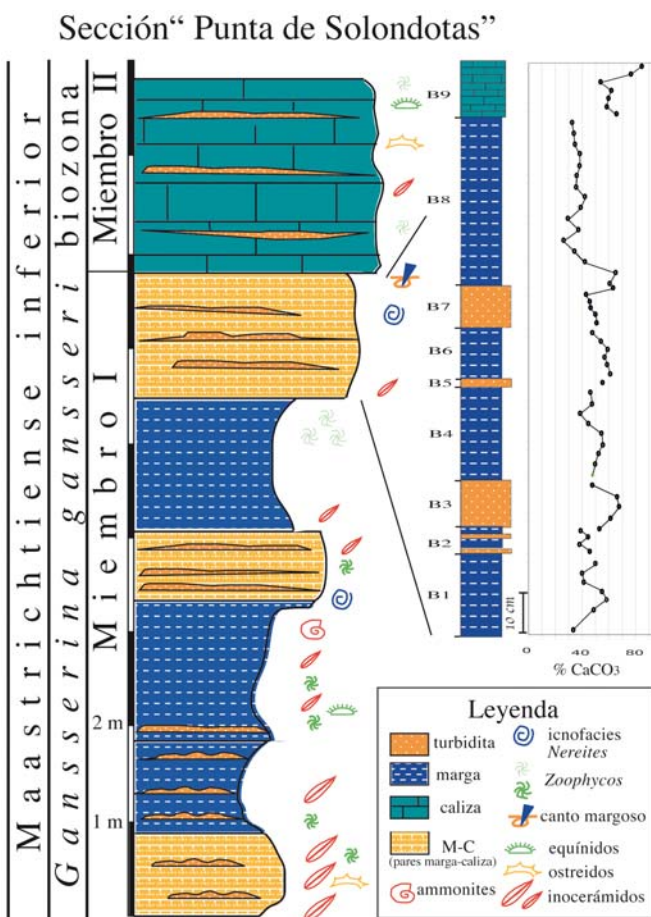 Sección“ Punta de Solondotas”
Maastrichtiense inferior
Gansserina gansseri biozona
Miembro II
Miembro I
2 m
1 m
B9
B8
B7
B6
B5
B4
B3
B2
B1
10 cm
0 40 80
% CaCO3
Leyenda
turbidita
marga
caliza
M-C
(pares marga-caliza)
ammonites
icnofacies
Nereites
Zoophycos
canto margoso
equínidos
ostreidos
inocerámidos